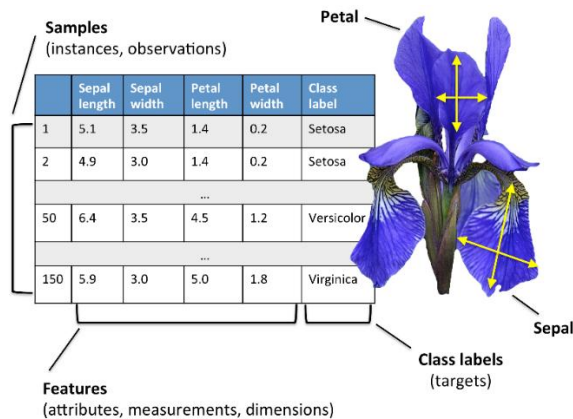 Samples
(instances, observations)
Petal
Sepal length Sepal width Petal length Petal width Class label
1 5.1 3.5 1.4 0.2 Setosa
2 4.9 3.0 1.4 0.2 Setosa
...
50 6.4 3.5 4.5 1.2 Versicolor
...
150 5.9 3.0 5.0 1.8 Virginica
Sepal
Class labels
(targets)
Features
(attributes, measurements, dimensions)